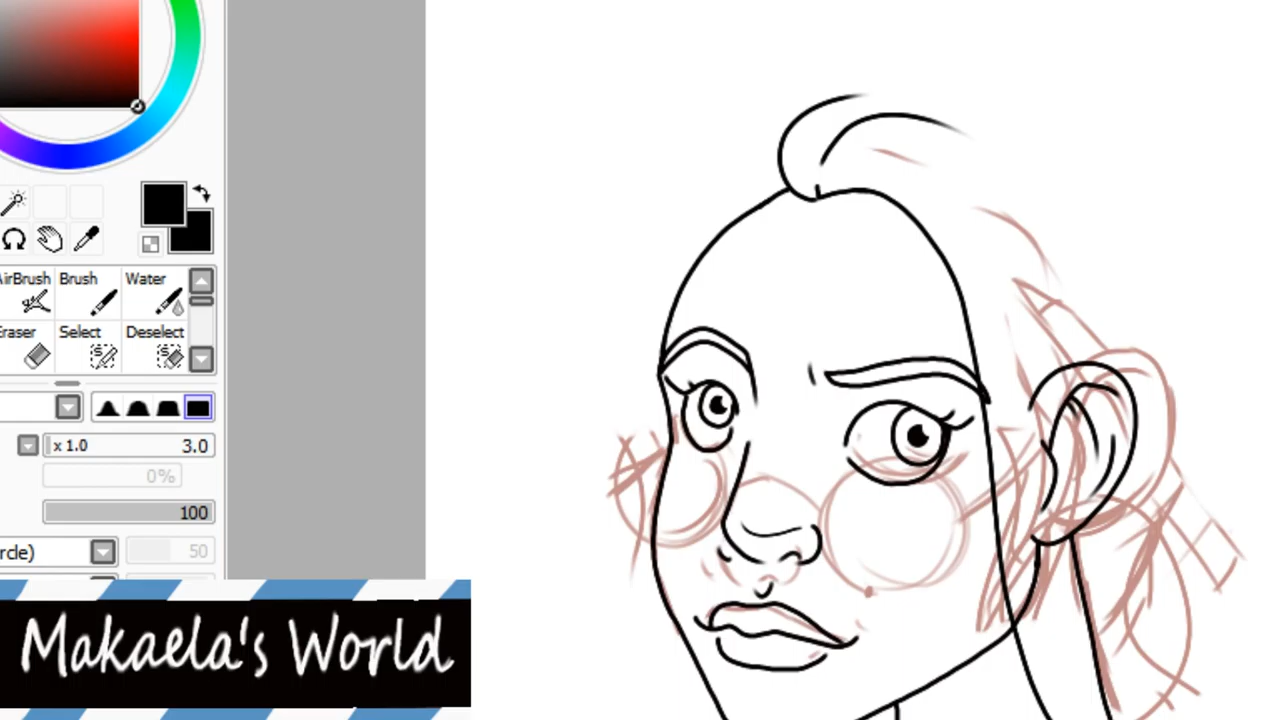 AirBrush Brush Water
Eraser Select Deselect
x 1.0 3.0
0%
100
rcle) 50
Makaela's World